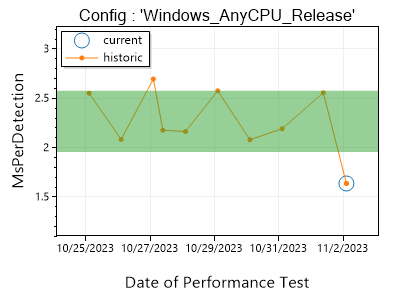 Config : 'Windows_AnyCPU_Release'
current
historic
MsPerDetection
3
2.5
2
1.5
10/25/2023 10/27/2023 10/29/2023 10/31/2023 11/2/2023
Date of Performance Test